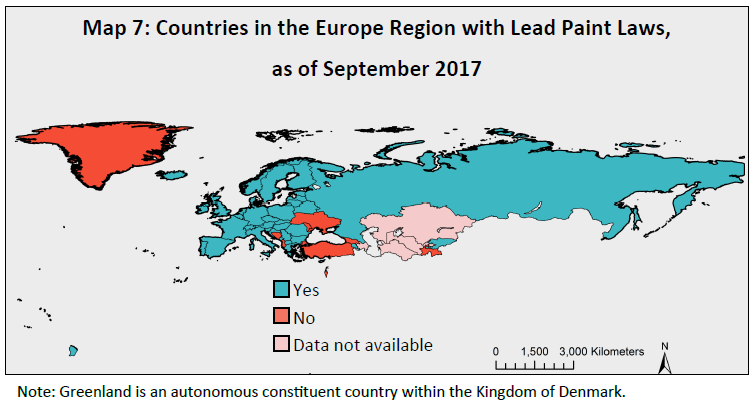 Map 7: Countries in the Europe Region with Lead Paint Laws,
as of September 2017
Yes
No
Data not available
0 1,500 3,000 Kilometers
N
Note: Greenland is an autonomous constituent country within the Kingdom of Denmark.